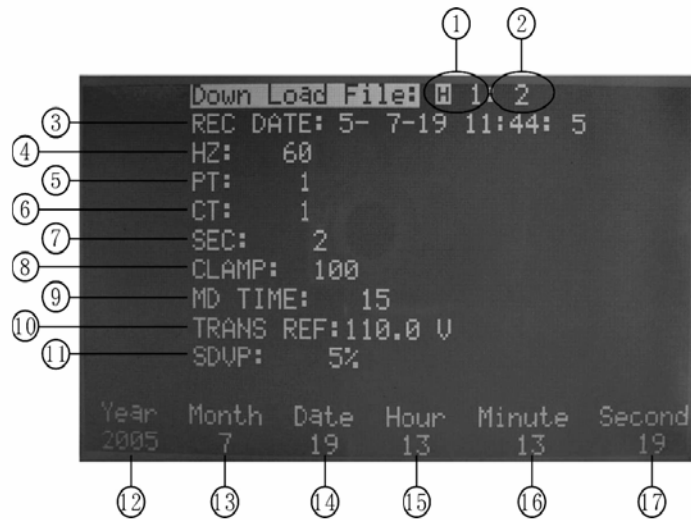 ① ②
Down Load File: H 1: 2
③ REC DATE: 5- 7-19 11:44: 5
④ HZ: 60
⑤ PT: 1
⑥ CT: 1
⑦ SEC: 2
⑧ CLAMP: 100
⑨ MD TIME: 15
⑩ TRANS REF:110.0 V
⑪ SDVP: 5%
Year Month Date Hour Minute Second
2005 7 19 13 13 19
⑫ ⑬ ⑭ ⑮ ⑯ ⑰